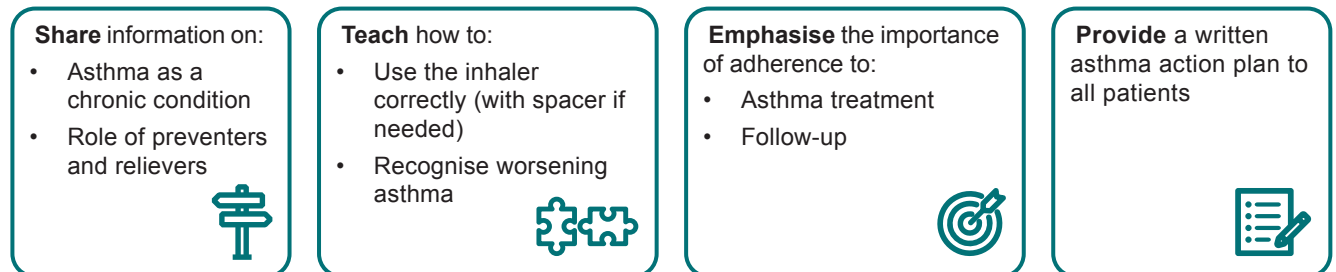 Share information on:
• Asthma as a
chronic condition
• Role of preventers
and relievers
Teach how to:
• Use the inhaler
correctly (with spacer if
needed)
• Recognise worsening
asthma
Emphasise the importance
of adherence to:
• Asthma treatment
• Follow-up
Provide a written
asthma action plan to
all patients